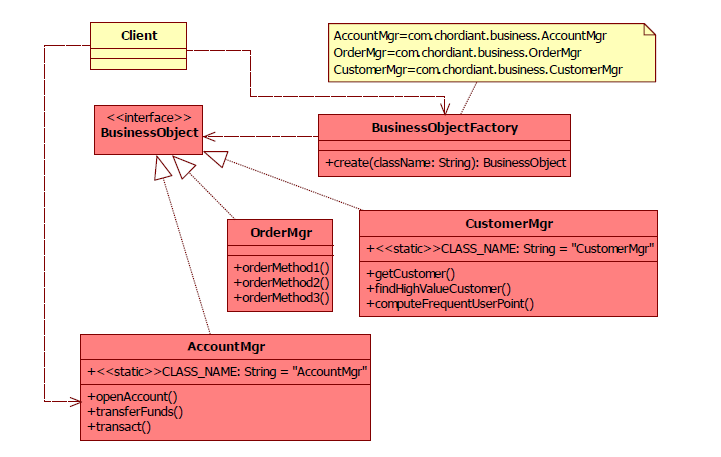 Client
AccountMgr=com.chordiant.business.AccountMgr
OrderMgr=com.chordiant.business.OrderMgr
CustomerMgr=com.chordiant.business.CustomerMgr
<<interface>>
BusinessObject
BusinessObjectFactory
+create(className: String): BusinessObject
OrderMgr
+orderMethod1()
+orderMethod2()
+orderMethod3()
CustomerMgr
+<<static>>CLASS_NAME: String = "CustomerMgr"
+getCustomer()
+findHighValueCustomer()
+computeFrequentUserPoint()
AccountMgr
+<<static>>CLASS_NAME: String = "AccountMgr"
+openAccount()
+transferFunds()
+transact()